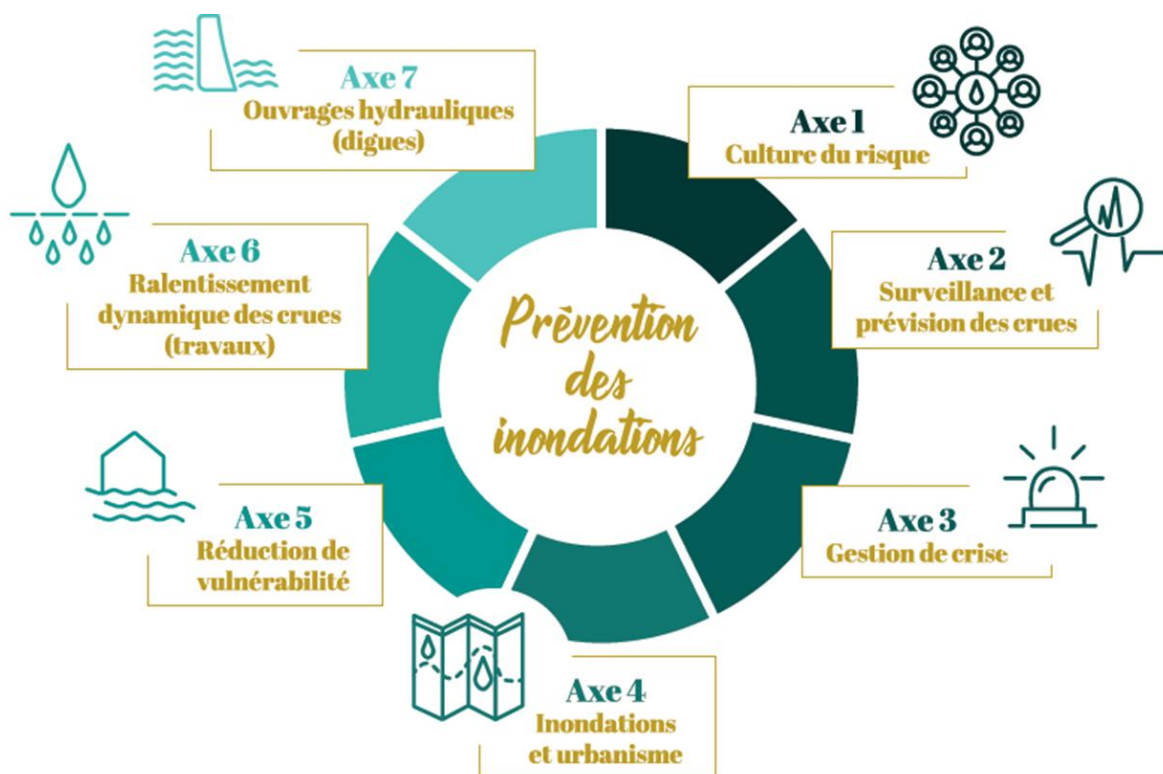 Prévention
des
inondations
Axe 1
Culture du risque
Axe 2
Surveillance et
prévision des crues
Axe 3
Gestion de crise
Axe 4
Inondations
et urbanisme
Axe 5
Réduction de
vulnérabilité
Axe 6
Ralentissement
dynamique des crues
(travaux)
Axe 7
Ouvrages hydrauliques
(digues)